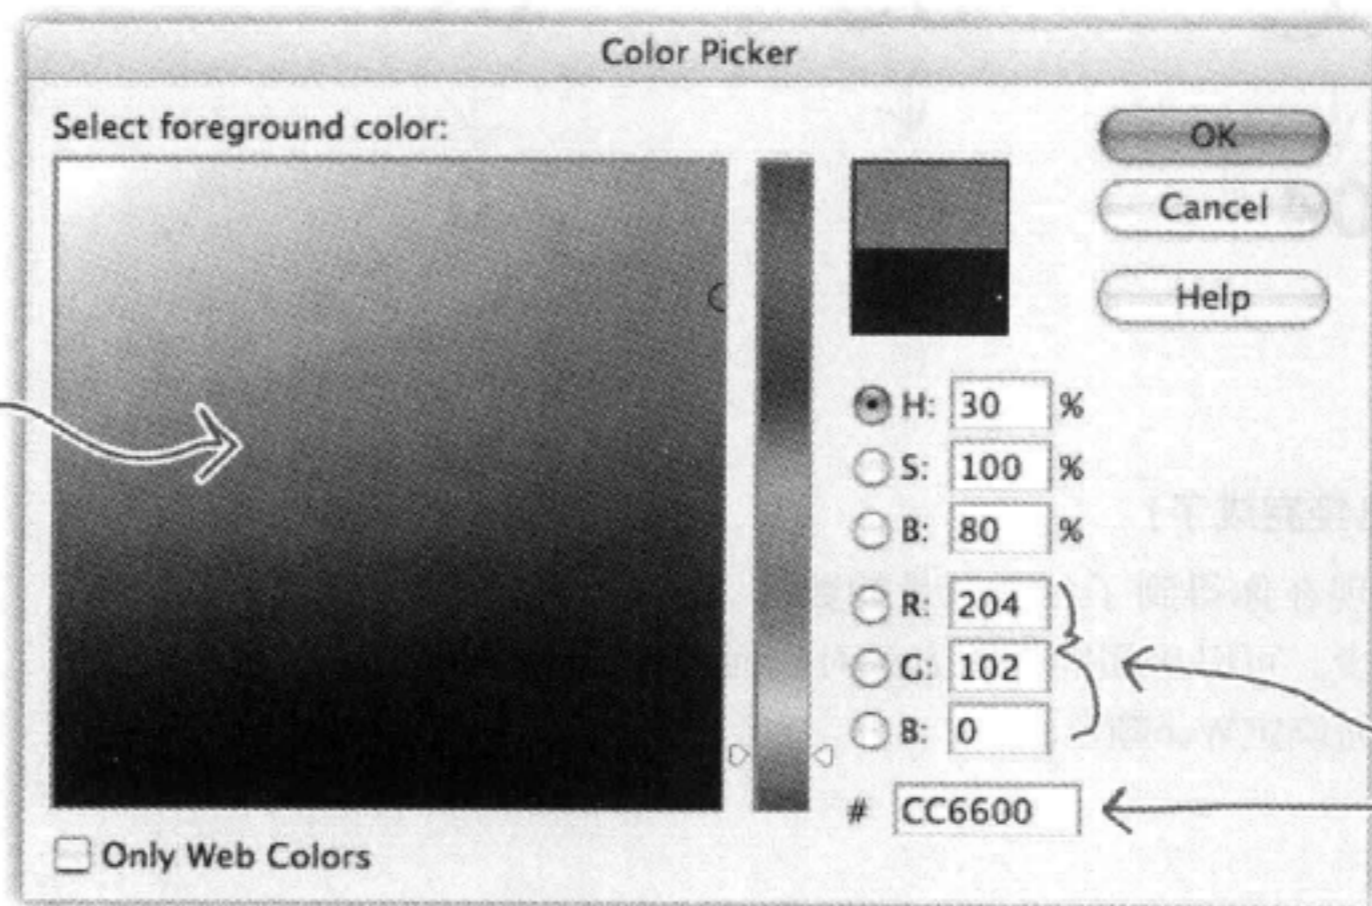 Color Picker
Select foreground color:
OK
Cancel
Help
H: 30 %
S: 100 %
B: 80 %
R: 204
G: 102
B: 0
# CC6600
Only Web Colors